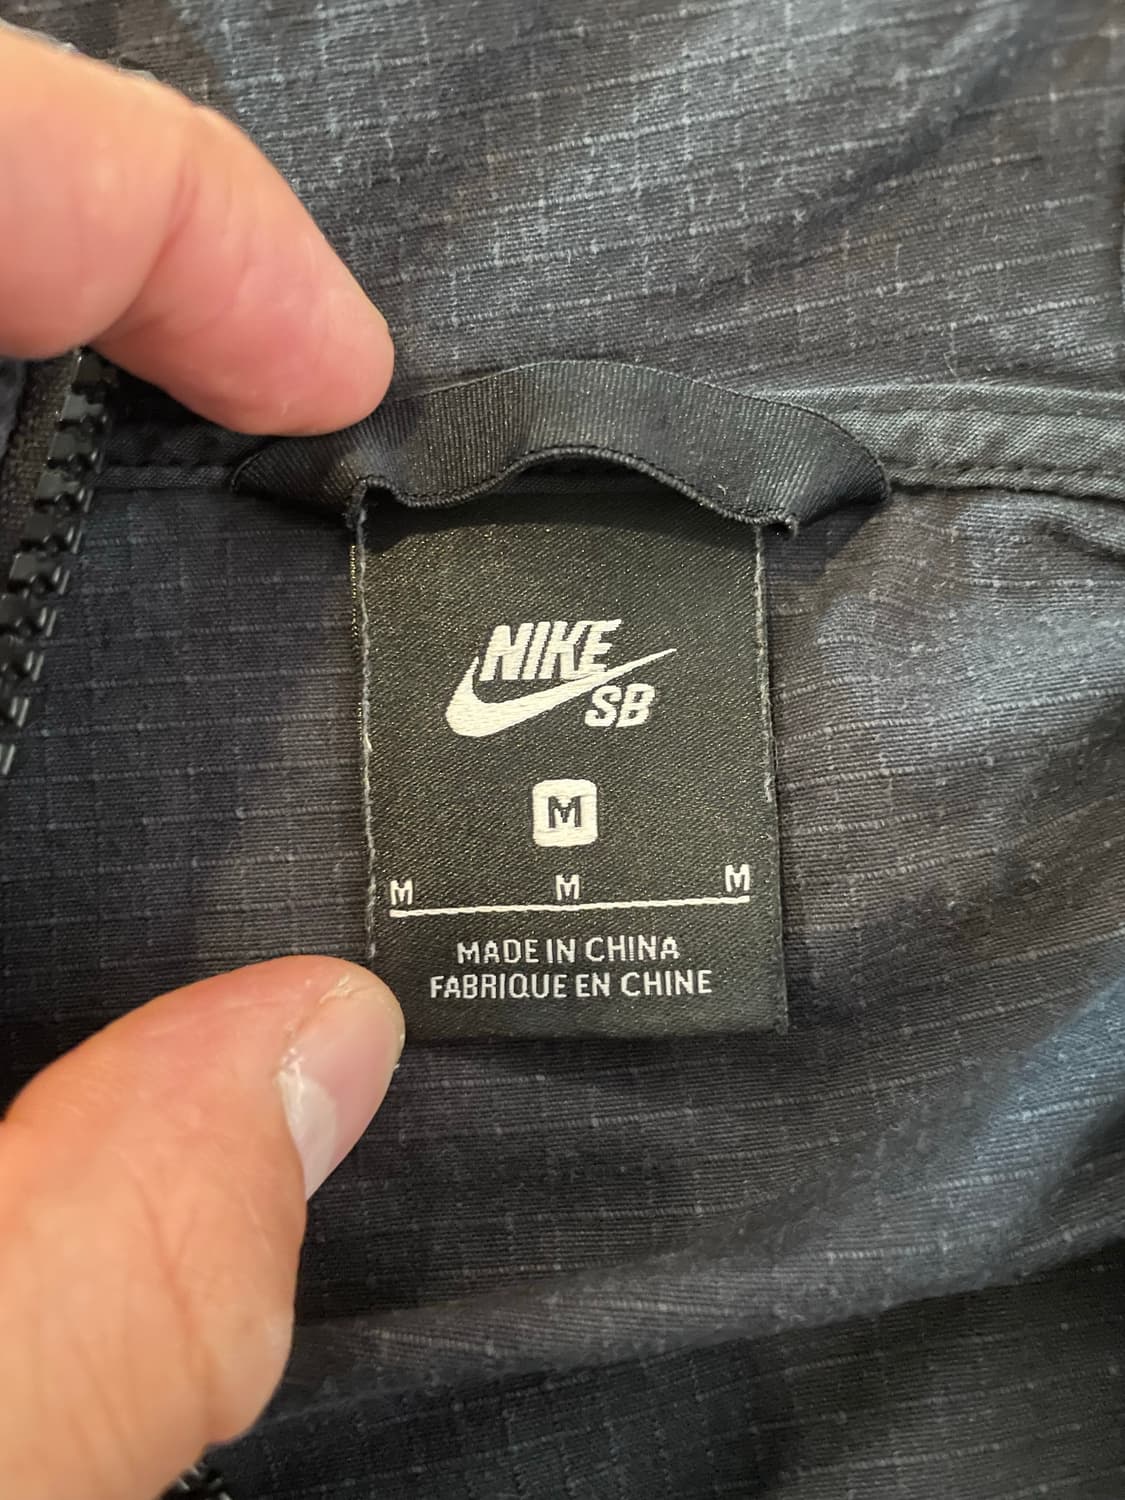 NIKE
SB
M
M M M
MADE IN CHINA
FABRIQUE EN CHINE